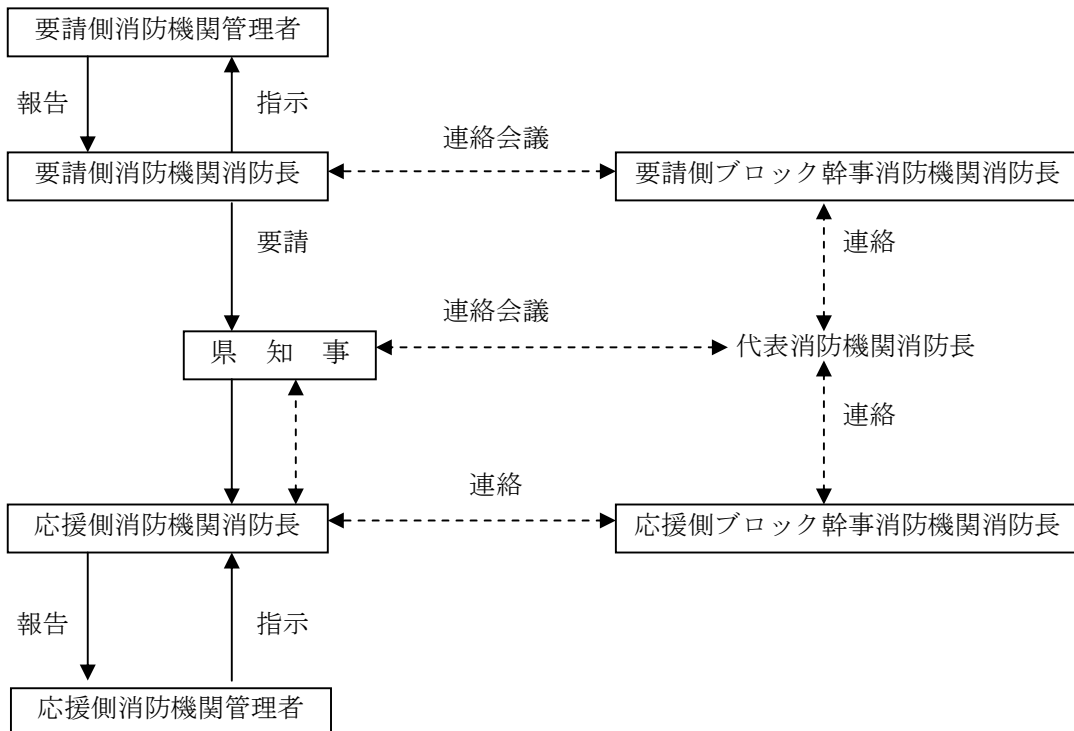 要請側消防機関管理者
報告
指示
連絡会議
要請側消防機関消防長
要請側ブロック幹事消防機関消防長
要請
連絡
連絡会議
県 知 事
代表消防機関消防長
連絡
連絡
応援側消防機関消防長
応援側ブロック幹事消防機関消防長
報告
指示
応援側消防機関管理者